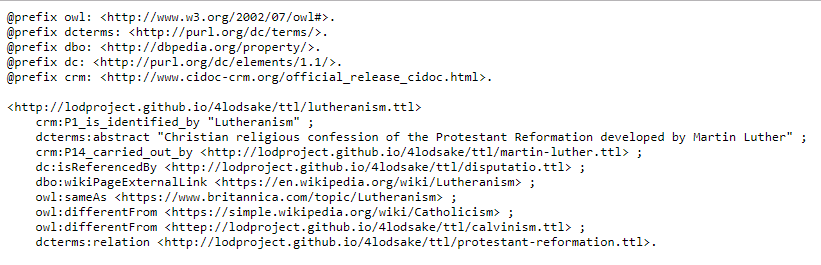 @prefix owl: <http://www.w3.org/2002/07/owl#>.
@prefix dcterms: <http://purl.org/dc/terms/>.
@prefix dbo: <http://dbpedia.org/property/>.
@prefix dc: <http://purl.org/dc/elements/1.1/>.
@prefix crm: <http://www.cidoc-crm.org/official_release_cidoc.html>.

<http://lodproject.github.io/4lodsake/ttl/lutheranism.ttl>
    crm:P1_is_identified_by "Lutheranism" ;
    dcterms:abstract "Christian religious confession of the Protestant Reformation developed by Martin Luther" ;
    crm:P14_carried_out_by <http://lodproject.github.io/4lodsake/ttl/martin-luther.ttl> ;
    dc:isReferencedBy <http://lodproject.github.io/4lodsake/ttl/disputatio.ttl> ;
    dbo:wikiPageExternalLink <https://en.wikipedia.org/wiki/Lutheranism> ;
    owl:sameAs <https://www.britannica.com/topic/Lutheranism> ;
    owl:differentFrom <https://simple.wikipedia.org/wiki/Catholicism> ;
    owl:differentFrom <httep://lodproject.github.io/4lodsake/ttl/calvinism.ttl> ;
    dcterms:relation <http://lodproject.github.io/4lodsake/ttl/protestant-reformation.ttl>.